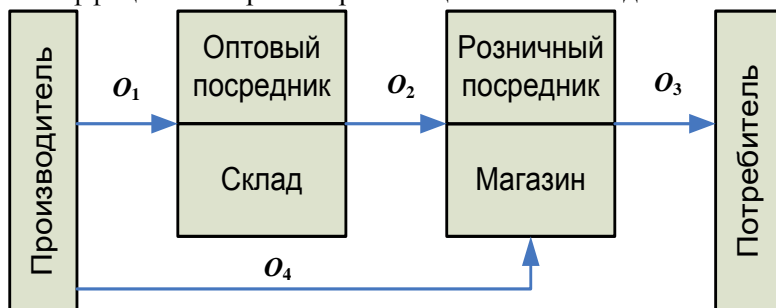 Производитель
O1
Оптовый
посредник
Склад
O2
Розничный
посредник
Магазин
O3
Потребитель
O4